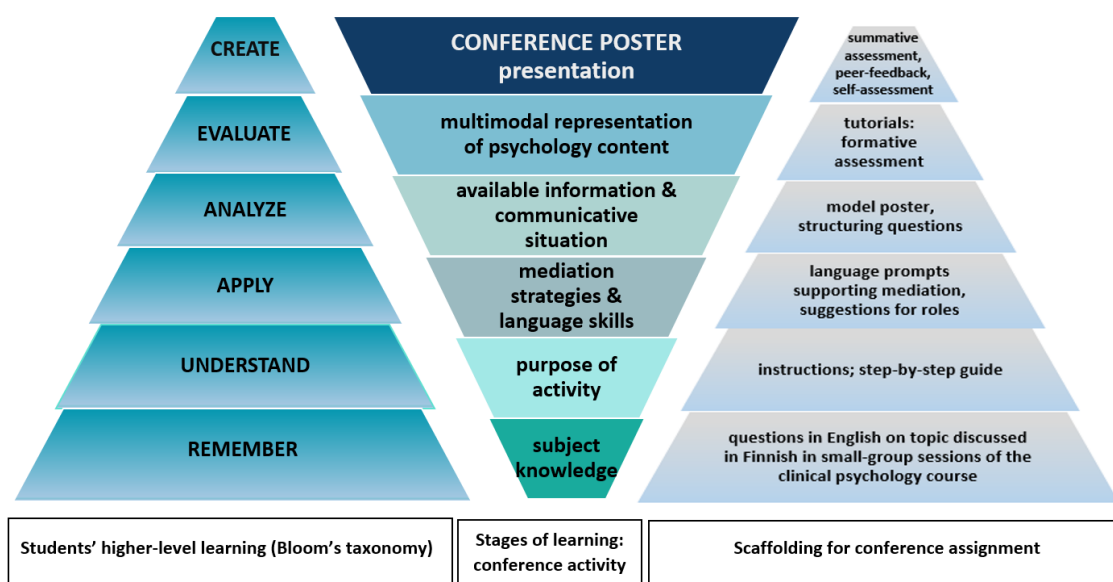 CREATE
EVALUATE
ANALYZE
APPLY
UNDERSTAND
REMEMBER
Students' higher-level learning (Bloom's taxonomy)
CONFERENCE POSTER
presentation
multimodal representation
of psychology content
available information &
communicative
situation
mediation
strategies &
language skills
purpose of
activity
subject
knowledge
Stages of learning:
conference activity
summative
assessment,
peer-feedback,
self-assessment
tutorials:
formative
assessment
model poster,
structuring questions
language prompts
supporting mediation,
suggestions for roles
instructions; step-by-step guide
questions in English on topic discussed
in Finnish in small-group sessions of the
clinical psychology course
Scaffolding for conference assignment